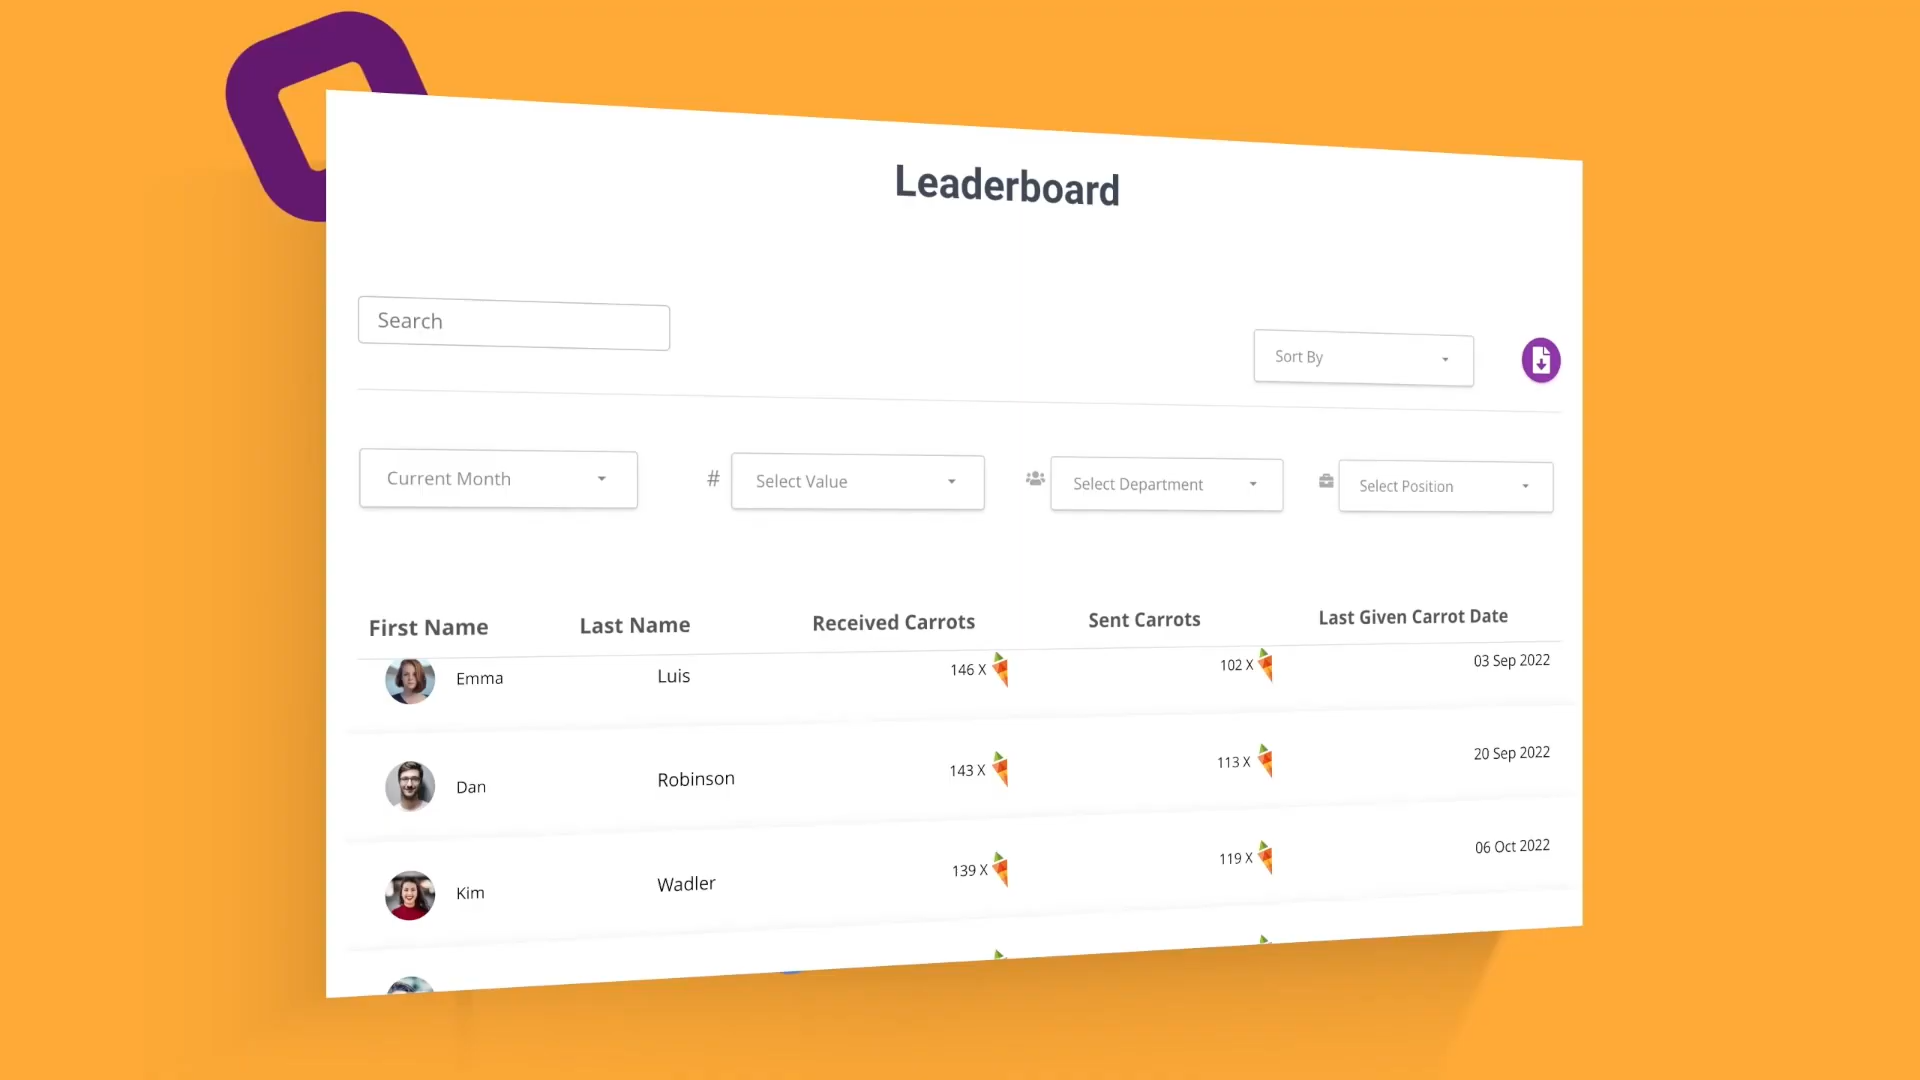 Leaderboard
Search
Sort By
Current Month
# Select Value
Select Department
Select Position
First Name Last Name Received Carrots Sent Carrots Last Given Carrot Date
Emma Luis 146 X 102 X 03 Sep 2022
Dan Robinson 143 X 113 X 20 Sep 2022
Kim Wadler 139 X 119 X 06 Oct 2022